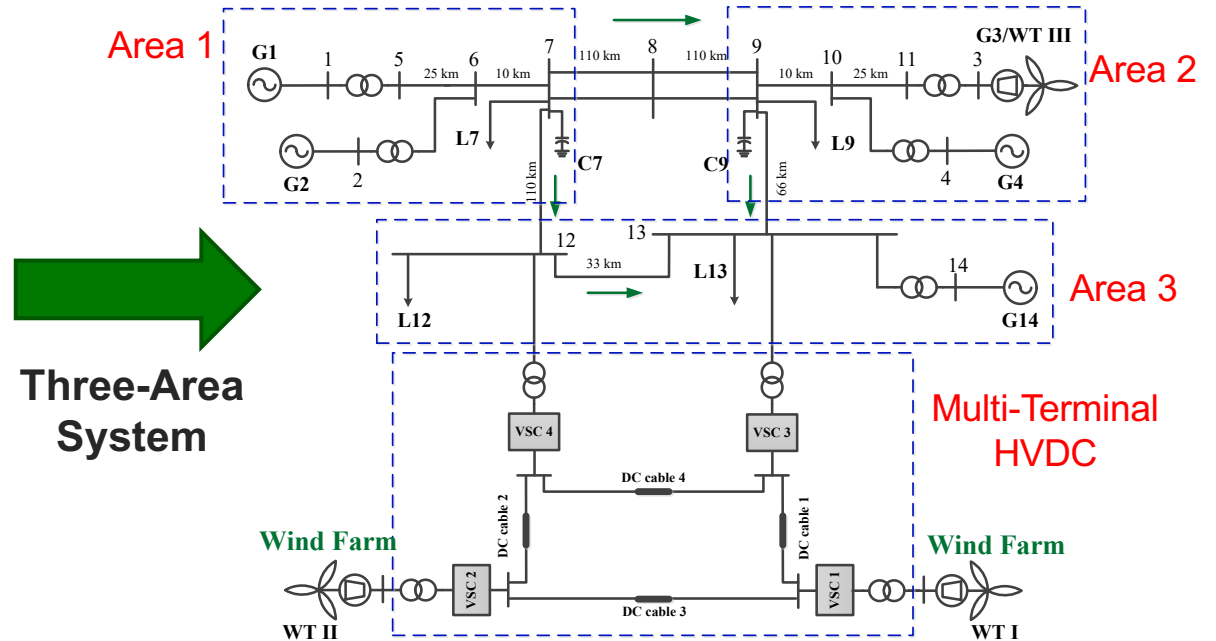 Area 1
G1
1
5
25 km
6
10 km
7
110 km
8
110 km
9
10 km
10
25 km
11
3
G3/WT III
Area 2
G2
2
L7
C7
C9
L9
4
G4
110 km
66 km
12
13
33 km
L12
L13
14
G14
Area 3
Three-Area
System
Multi-Terminal
HVDC
VSC 4
VSC 3
DC cable 4
DC cable 2
DC cable 1
Wind Farm
Wind Farm
VSC 2
VSC 1
DC cable 3
WT II
WT I